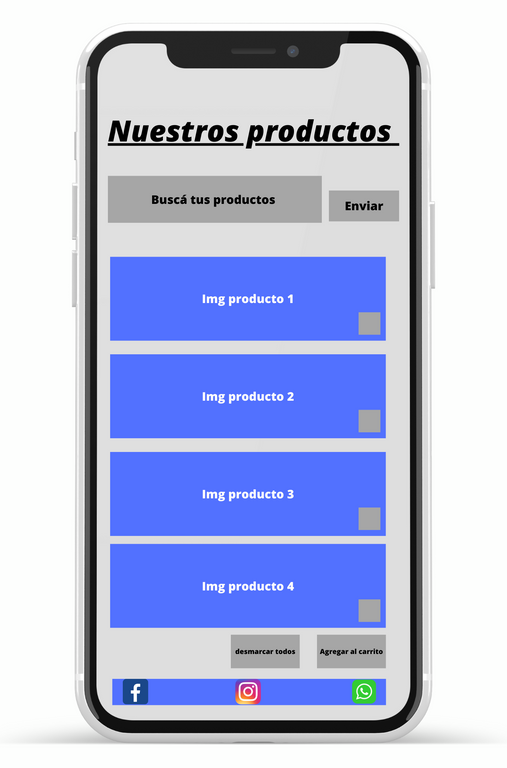 Nuestros productos
Buscá tus productos
Enviar
Img producto 1
Img producto 2
Img producto 3
Img producto 4
desmarcar todos
Agregar al carrito